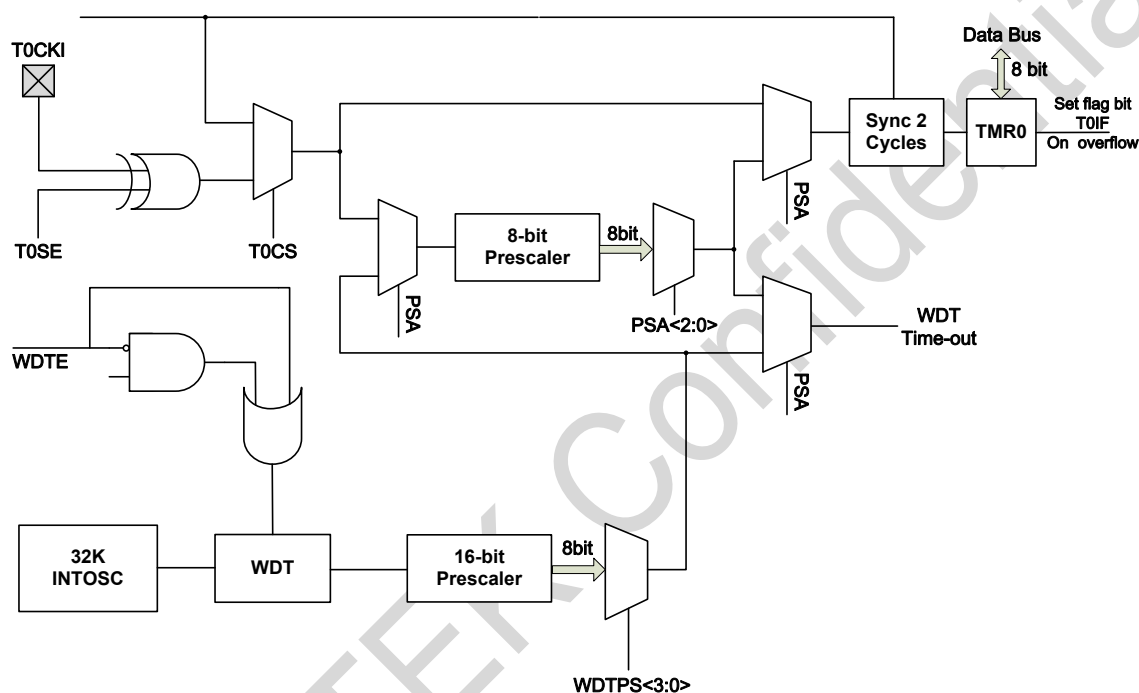 T0CKI
T0SE
T0CS
PSA
8-bit
Prescaler
8bit
PSA<2:0>
PSA
Sync 2
Cycles
Data Bus
8 bit
TMR0
Set flag bit
T0IF
On overflow
WDT
Time-out
PSA
WDTE
32K
INTOSC
WDT
16-bit
Prescaler
8bit
WDTPS<3:0>
TEK Confidential